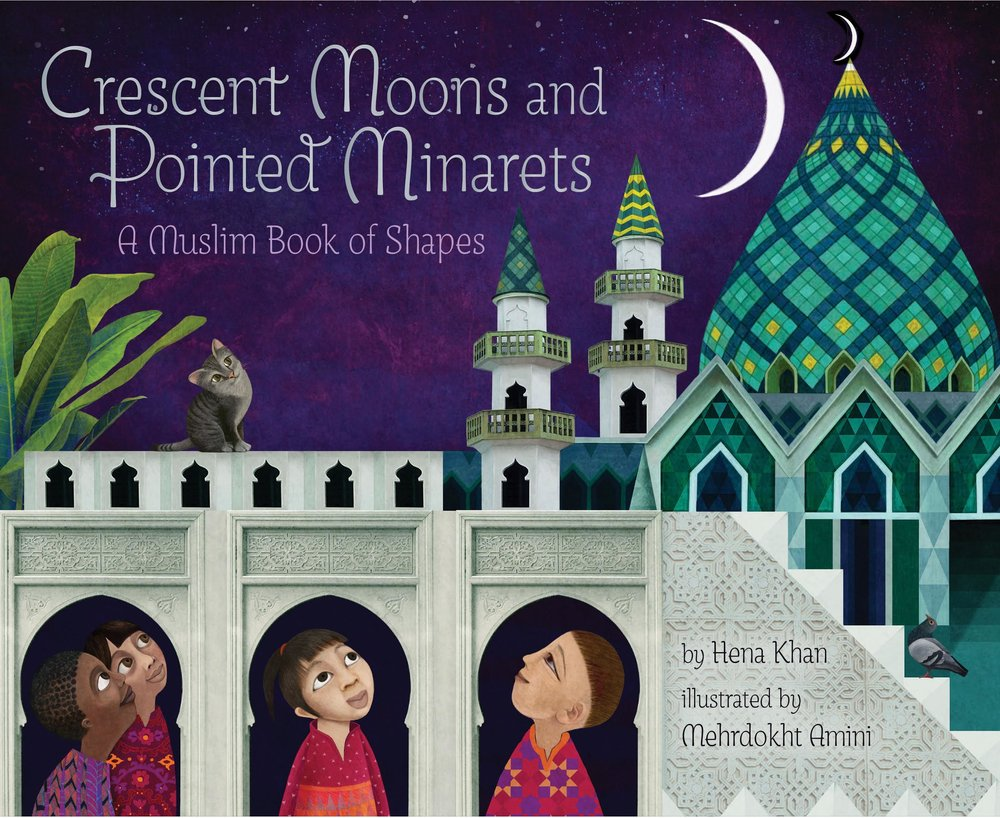 Crescent Moons and
Pointed Minarets
A Muslim Book of Shapes
by Hena Khan
illustrated by
Mehrdokht Amini